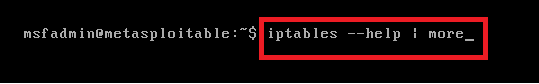 msfadmin@metasploitable:~$ iptables --help | more_